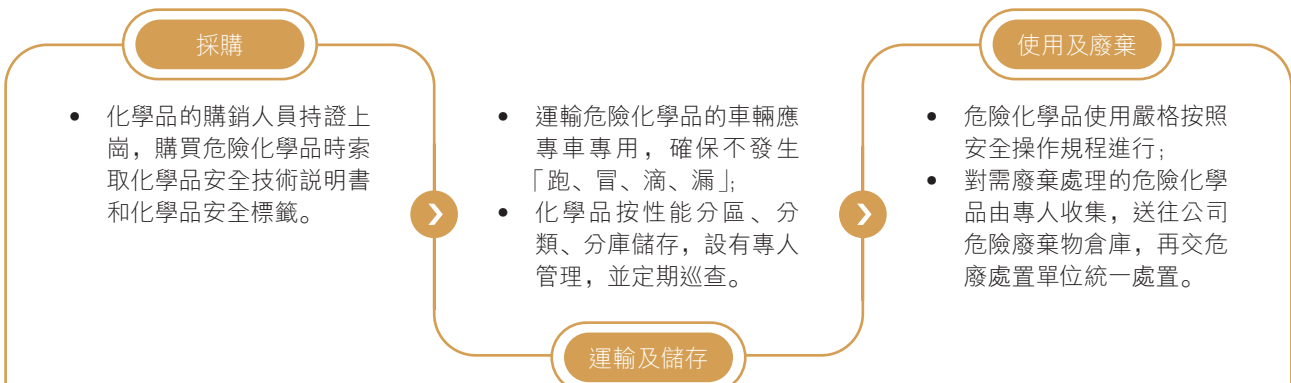 採購
• 化學品的購銷人員持證上
崗，購買危險化學品時索
取化學品安全技術説明書
和化學品安全標籤。
• 運輸危險化學品的車輛應
專車專用，確保不發生
「跑、冒、滴、漏」;
• 化學品按性能分區、分
類、分庫儲存，設有專人
管理，並定期巡查。
運輸及儲存
使用及廢棄
• 危險化學品使用嚴格按照
安全操作規程進行;
• 對需廢棄處理的危險化學
品由專人收集，送往公司
危險廢棄物倉庫，再交危
廢處置單位統一處置。